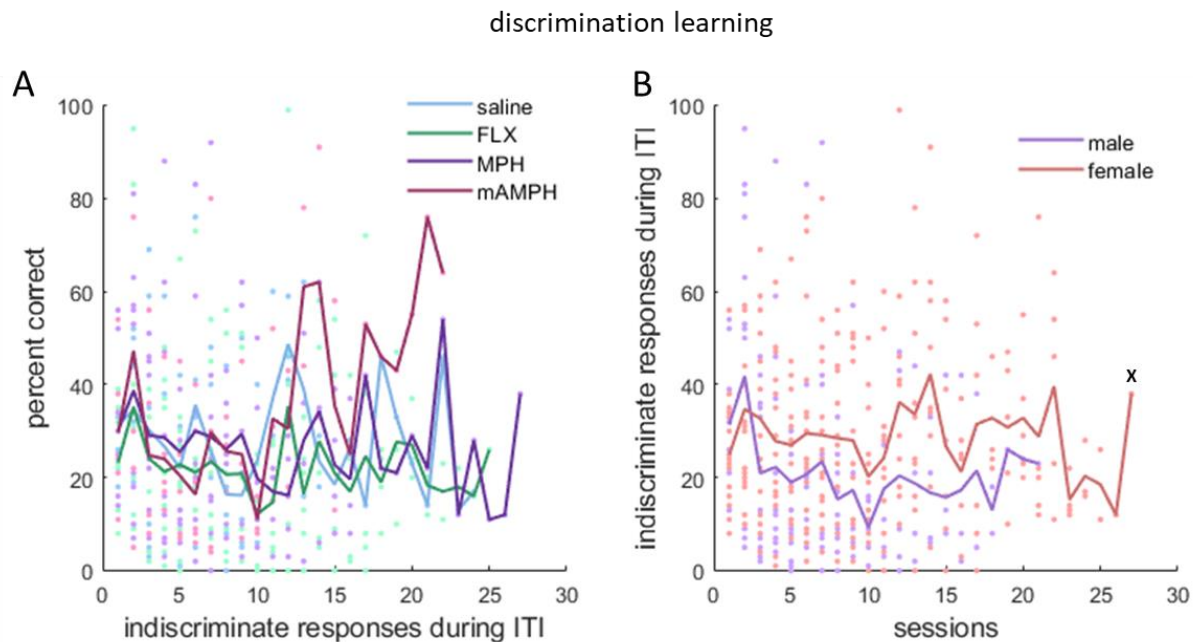 discrimination learning
A
percent correct
100
80
60
40
20
0
0 5 10 15 20 25 30
indiscriminate responses during ITI
saline
FLX
MPH
mAMPH
B
indiscriminate responses during ITI
100
80
60
40
20
0
0 5 10 15 20 25 30
sessions
male
female
x